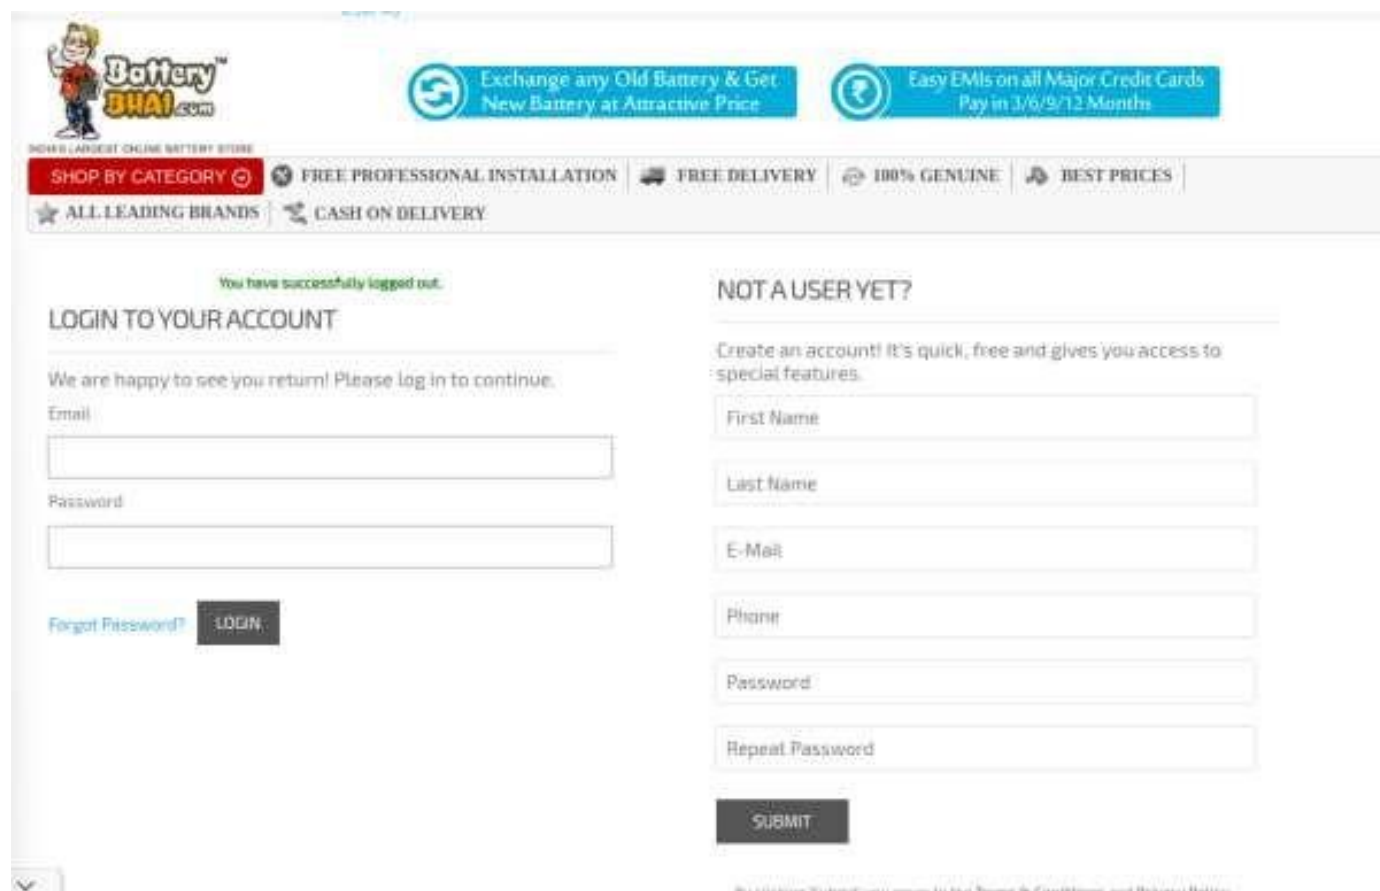 Battery™
BHAI.com
INDIA'S LARGEST ONLINE BATTERY STORE
Exchange any Old Battery & Get
New Battery at Attractive Price
Easy EMIs on all Major Credit Cards
Pay in 3/6/9/12 Months
SHOP BY CATEGORY
FREE PROFESSIONAL INSTALLATION
FREE DELIVERY
100% GENUINE
BEST PRICES
ALL LEADING BRANDS
CASH ON DELIVERY
You have successfully logged out.
LOGIN TO YOUR ACCOUNT
We are happy to see you return! Please log in to continue.
Email
Password
Forgot Password?
LOGIN
NOT A USER YET?
Create an account! It's quick, free and gives you access to
special features.
First Name
Last Name
E-Mail
Phone
Password
Repeat Password
SUBMIT